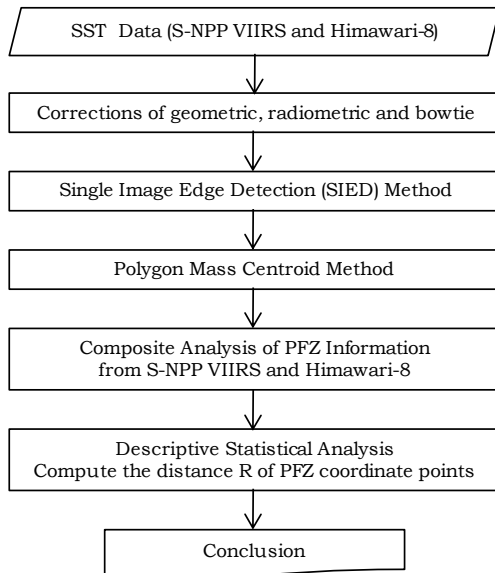 SST Data (S-NPP VIIRS and Himawari-8)
Corrections of geometric, radiometric and bowtie
Single Image Edge Detection (SIED) Method
Polygon Mass Centroid Method
Composite Analysis of PFZ Information
from S-NPP VIIRS and Himawari-8
Descriptive Statistical Analysis
Compute the distance R of PFZ coordinate points
Conclusion